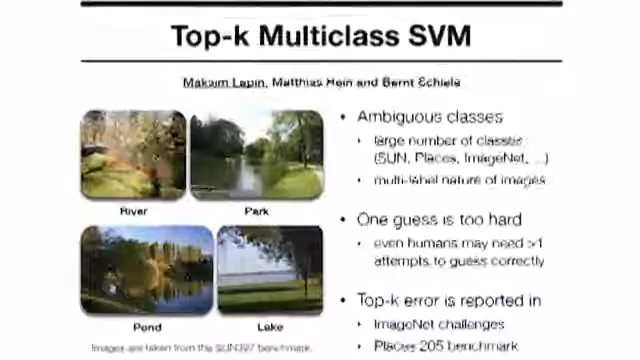 Top-k Multiclass SVM
Maksim Lapin, Matthias Hein and Bernt Schiele
River
Park
Pond
Lake
Images are taken from the SUN397 benchmark.
• Ambiguous classes
• large number of classes
(SUN, Places, ImageNet, ...)
• multi-label nature of images
• One guess is too hard
• even humans may need >1
attempts to guess correctly
• Top-k error is reported in
• ImageNet challenges
• Places 205 benchmark